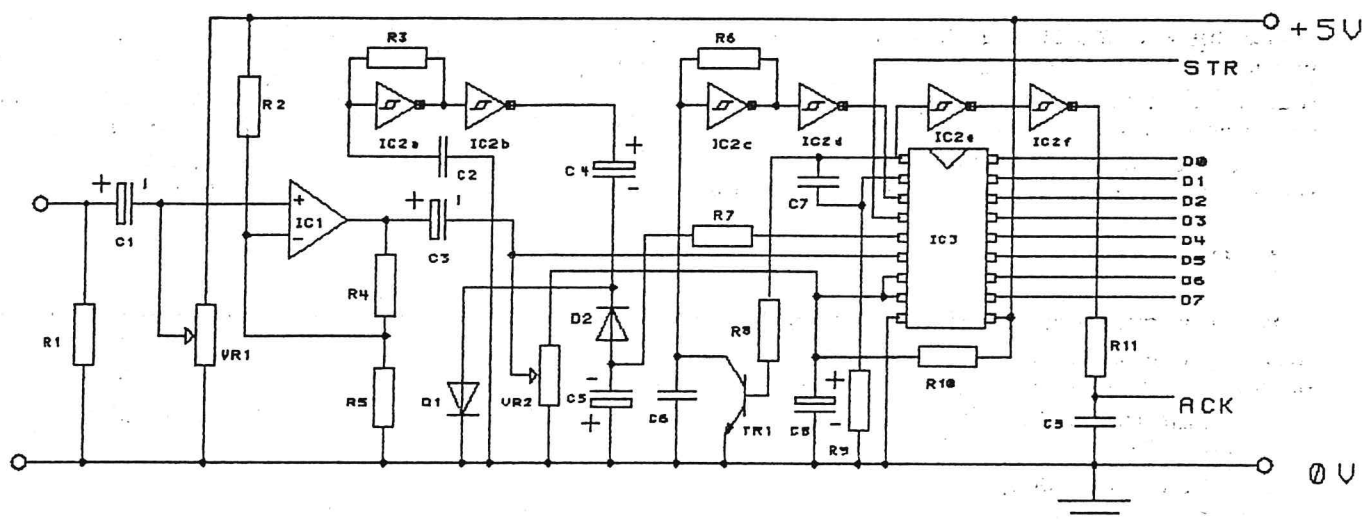 +5V
STR
R3
R6
R2
IC2a
IC2b
IC2c
IC2d
IC2e
IC2f
C2
+
C4
-
C7
D0
D1
D2
D3
D4
D5
D6
D7
+
C1
+
IC1
-
+
C3
R7
IC3
R4
D2
R8
R1
VR1
R5
D1
VR2
-
C5
+
C6
TR1
+
C8
-
R9
R10
R11
ACK
C9
0V